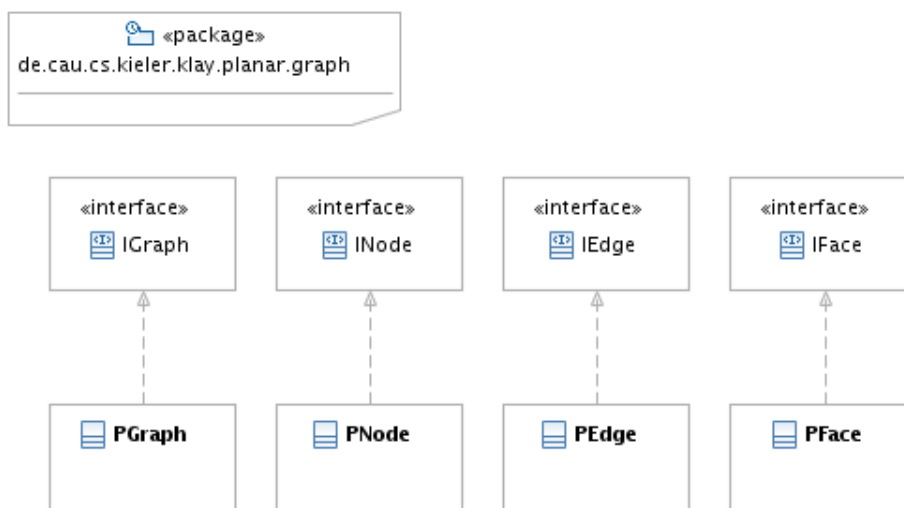 «package»
de.cau.cs.kieler.klay.planar.graph
«interface» «interface» «interface» «interface»
IGraph INode IEdge IFace
PGraph PNode PEdge PFace